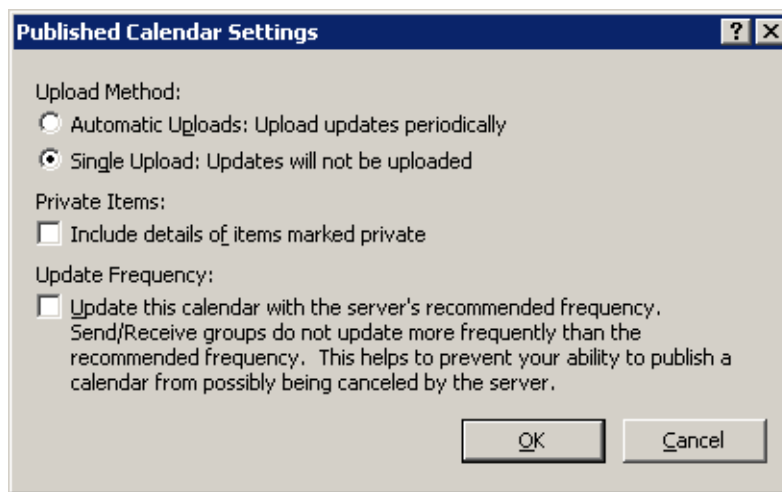 Published Calendar Settings
Upload Method:
Automatic Uploads: Upload updates periodically
Single Upload: Updates will not be uploaded
Private Items:
Include details of items marked private
Update Frequency:
Update this calendar with the server's recommended frequency.
Send/Receive groups do not update more frequently than the
recommended frequency. This helps to prevent your ability to publish a
calendar from possibly being canceled by the server.
OK Cancel